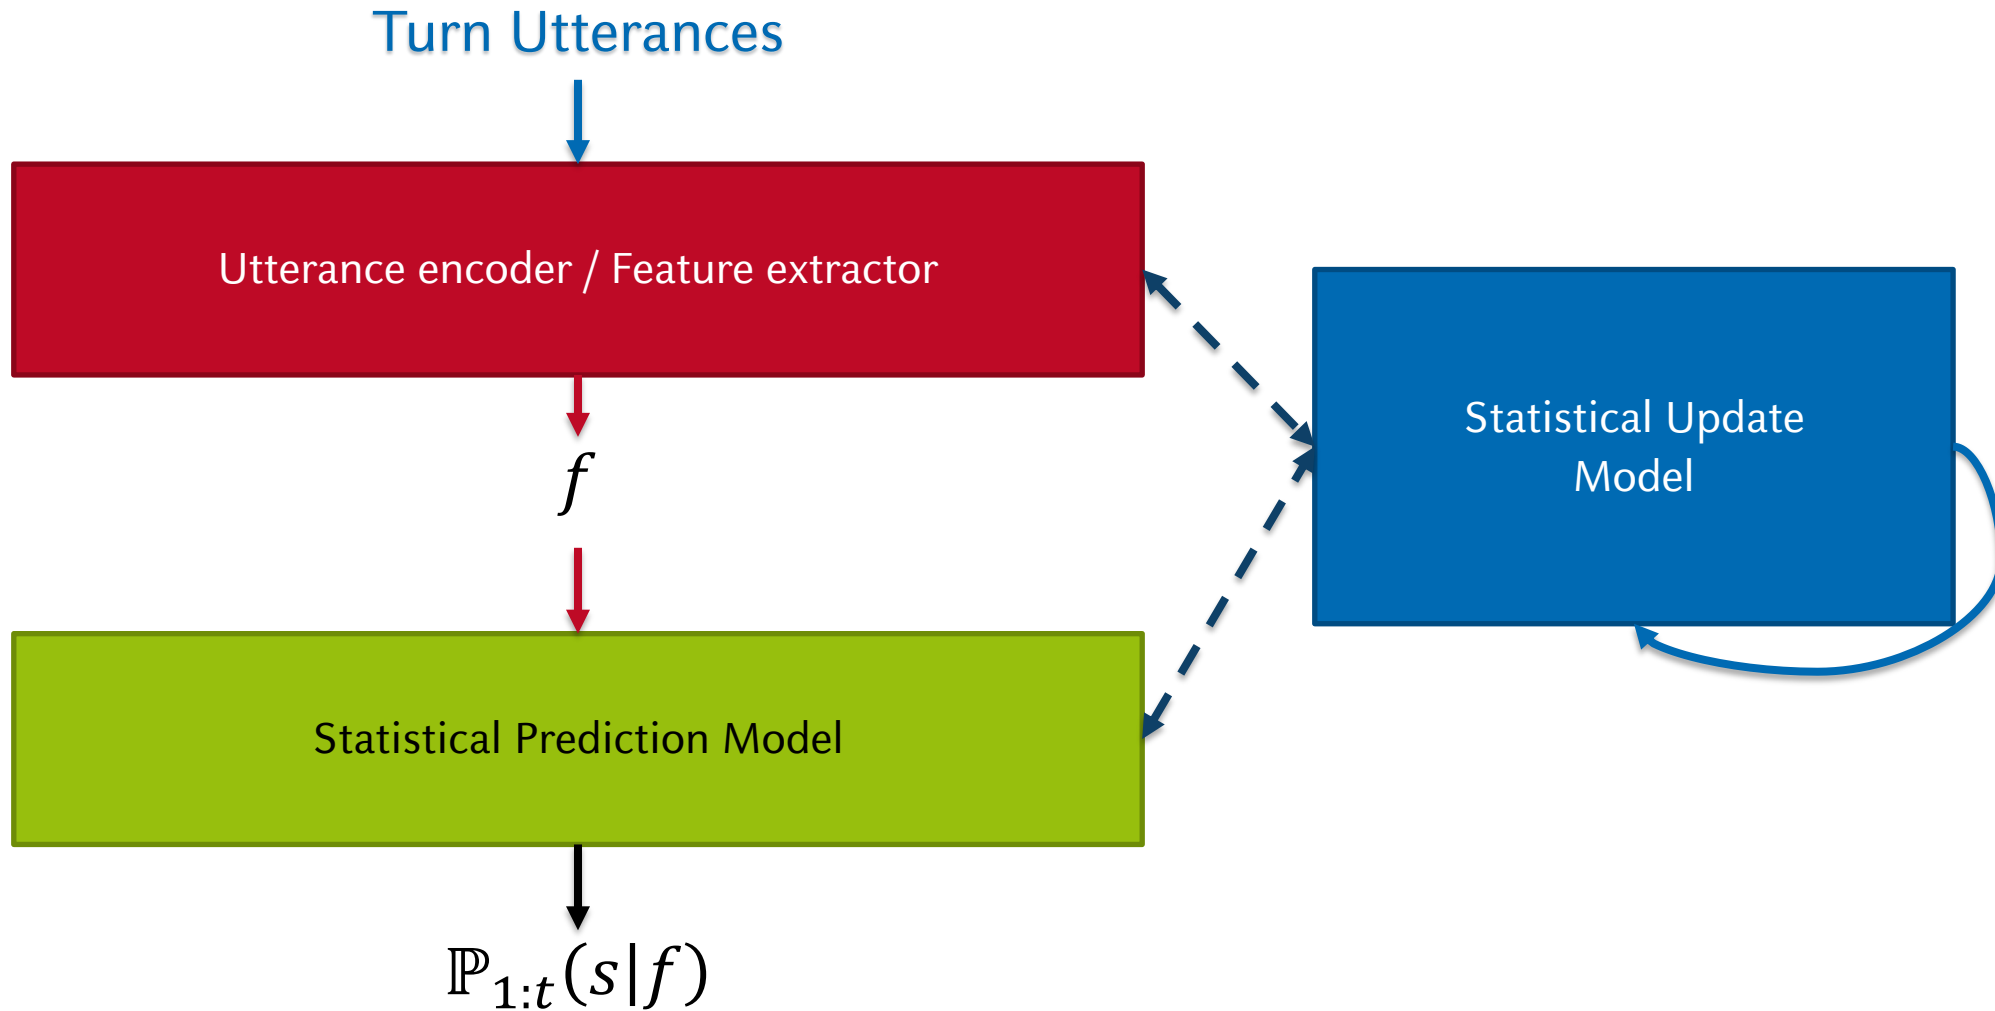 Turn Utterances
Utterance encoder / Feature extractor
f
Statistical Update
Model
Statistical Prediction Model
ℙ₁:ₜ(s|f)